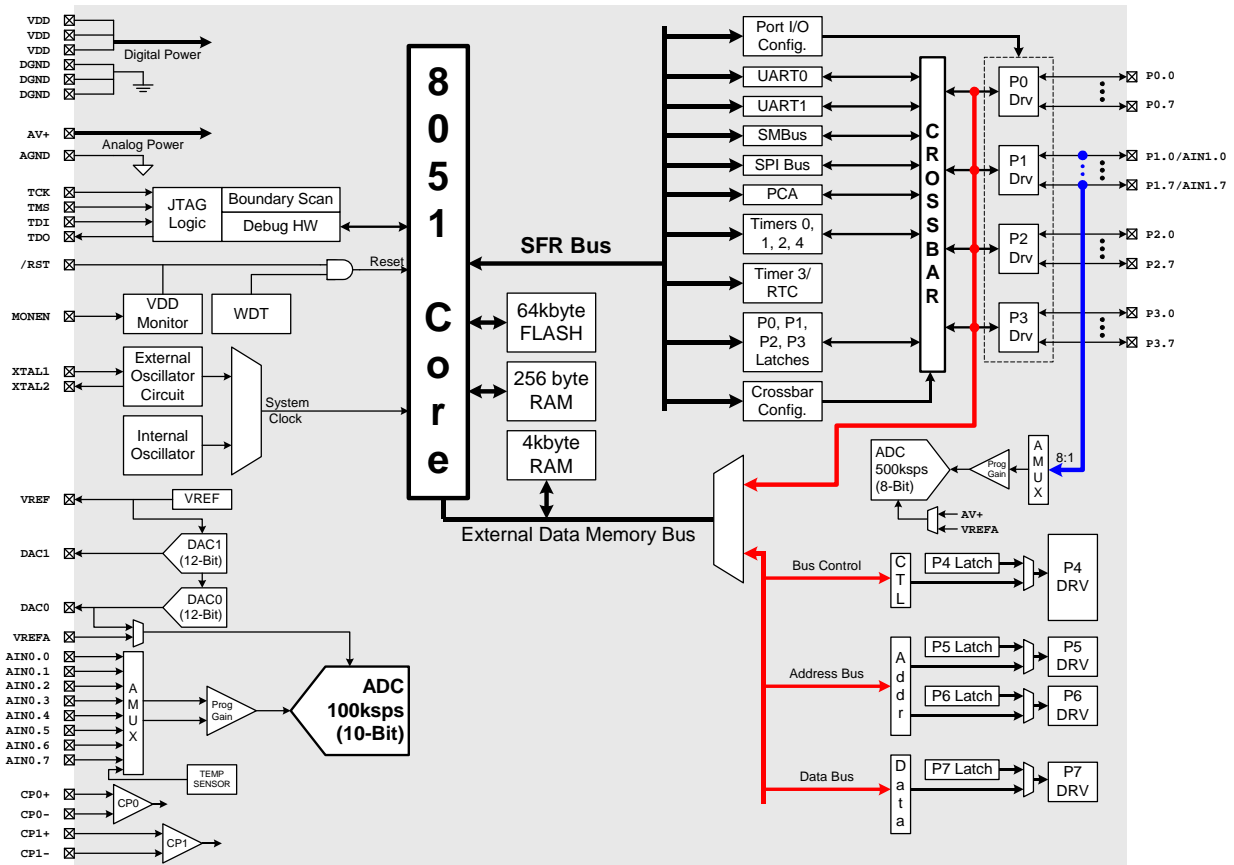 VDD
VDD
VDD
Digital Power
DGND
DGND
DGND
AV+
Analog Power
AGND
TCK
TMS
TDI
TDO
JTAG
Logic
Boundary Scan
Debug HW
/RST
Reset
MONEN
VDD
Monitor
WDT
XTAL1
XTAL2
External
Oscillator
Circuit
Internal
Oscillator
System
Clock
VREF
VREF
DAC1
DAC1
(12-Bit)
DAC0
DAC0
(12-Bit)
VREFA
AIN0.0
AIN0.1
AIN0.2
AIN0.3
AIN0.4
AIN0.5
AIN0.6
AIN0.7
AMUX
Prog
Gain
ADC
100ksps
(10-Bit)
TEMP
SENSOR
CP0+
CP0-
CP0
CP1+
CP1-
CP1
8051 Core
SFR Bus
64kbyte
FLASH
256 byte
RAM
4kbyte
RAM
External Data Memory Bus
Port I/O
Config.
UART0
UART1
SMBus
SPI Bus
PCA
Timers 0,
1, 2, 4
Timer 3/
RTC
P0, P1,
P2, P3
Latches
Crossbar
Config.
CROSSBAR
P0
Drv
P1
Drv
P2
Drv
P3
Drv
P0.0
P0.7
P1.0/AIN1.0
P1.7/AIN1.7
P2.0
P2.7
P3.0
P3.7
ADC
500ksps
(8-Bit)
Prog
Gain
AMUX
8:1
AV+
VREFA
Bus Control
CTL
P4 Latch
P4
DRV
Address Bus
Addr
P5 Latch
P5
DRV
P6 Latch
P6
DRV
Data Bus
Data
P7 Latch
P7
DRV